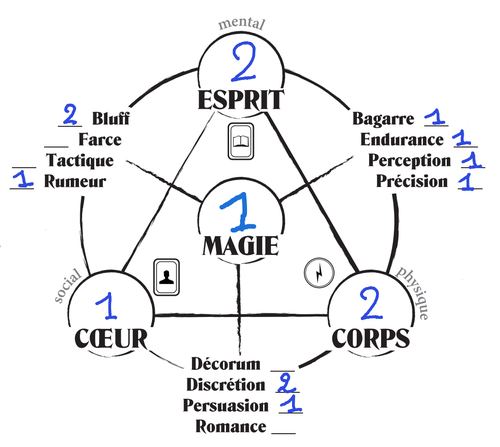 mental
2
ESPRIT
2 Bluff
__ Farce
__ Tactique
1 Rumeur
Bagarre 1
Endurance 1
Perception 1
Précision 1
1
MAGIE
social
1
CŒUR
physique
2
CORPS
Décorum __
Discrétion 2
Persuasion 1
Romance __